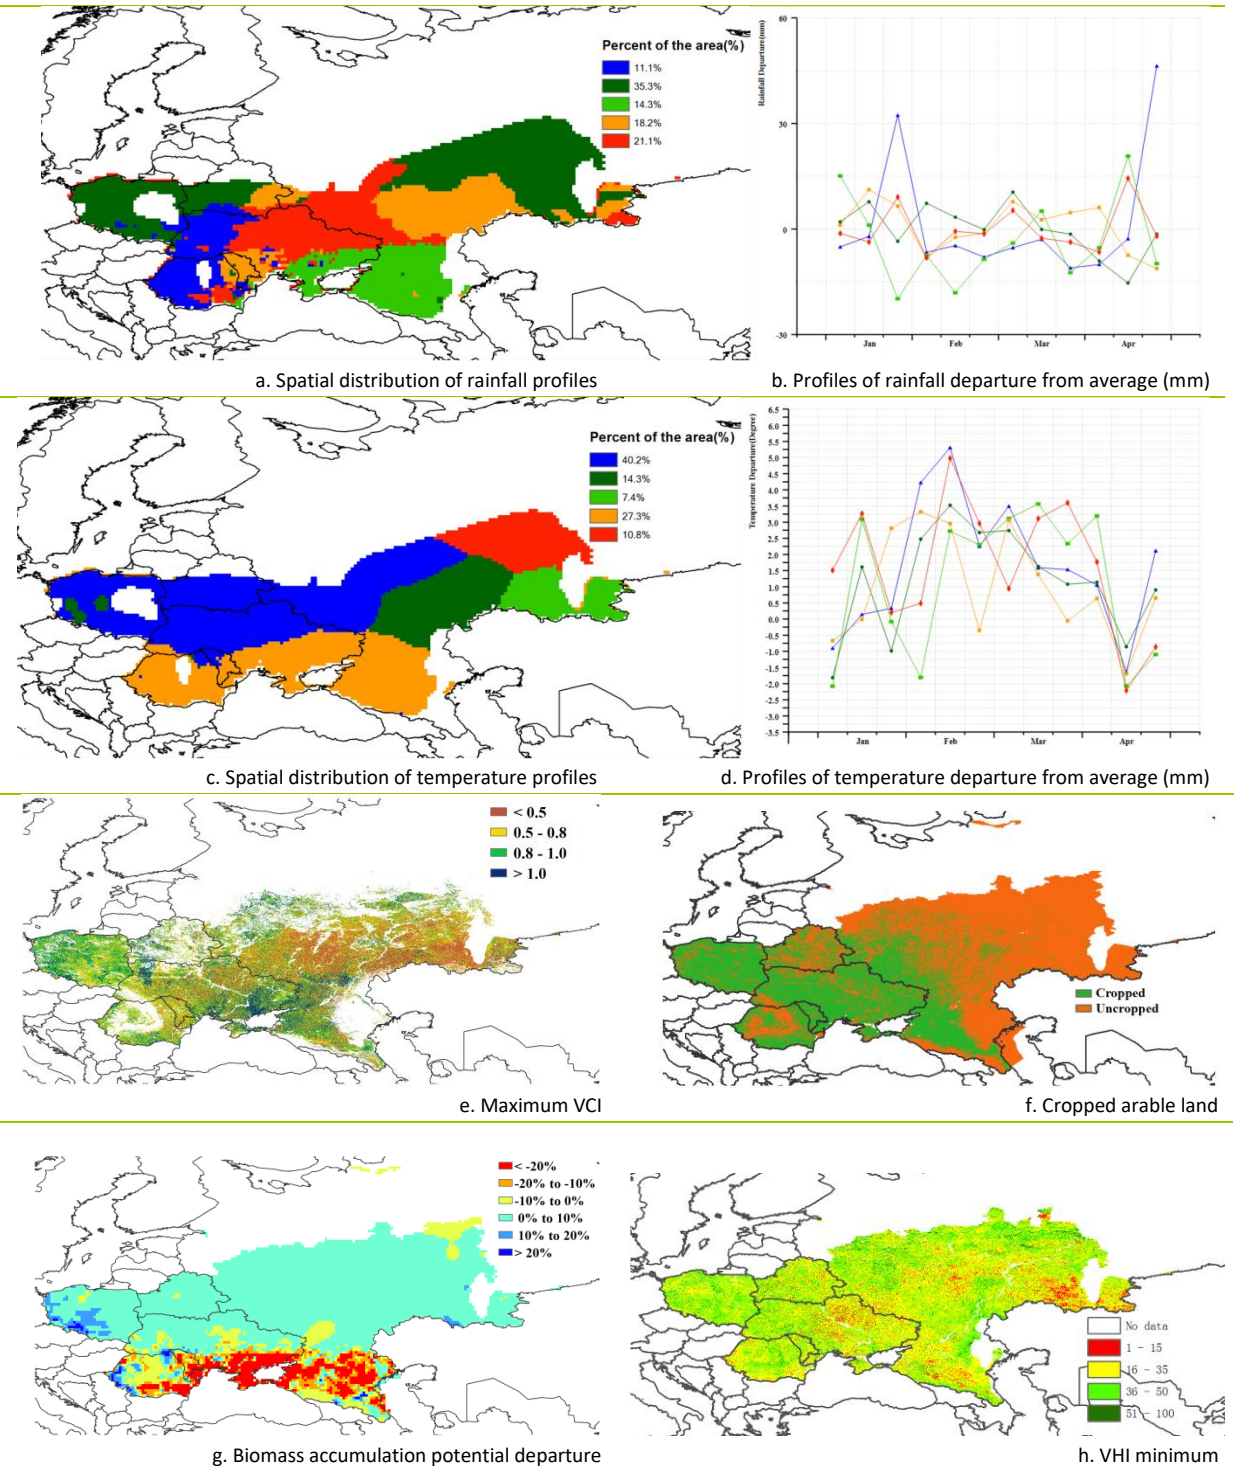 Percent of the area(%)
11.1%
35.3%
14.3%
18.2%
21.1%
Rainfall Departure(mm)
60
30
0
-30
Jan Feb Mar Apr
a. Spatial distribution of rainfall profiles
b. Profiles of rainfall departure from average (mm)
Percent of the area(%)
40.2%
14.3%
7.4%
27.3%
10.8%
Temperature Departure(Degree)
6.5
6.0
5.5
5.0
4.5
4.0
3.5
3.0
2.5
2.0
1.5
1.0
0.5
0.0
-0.5
-1.0
-1.5
-2.0
-2.5
-3.0
-3.5
Jan Feb Mar Apr
c. Spatial distribution of temperature profiles
d. Profiles of temperature departure from average (mm)
< 0.5
0.5 - 0.8
0.8 - 1.0
> 1.0
Cropped
Uncropped
e. Maximum VCI
f. Cropped arable land
< -20%
-20% to -10%
-10% to 0%
0% to 10%
10% to 20%
> 20%
No data
1 - 15
16 - 35
36 - 50
51 - 100
g. Biomass accumulation potential departure
h. VHI minimum